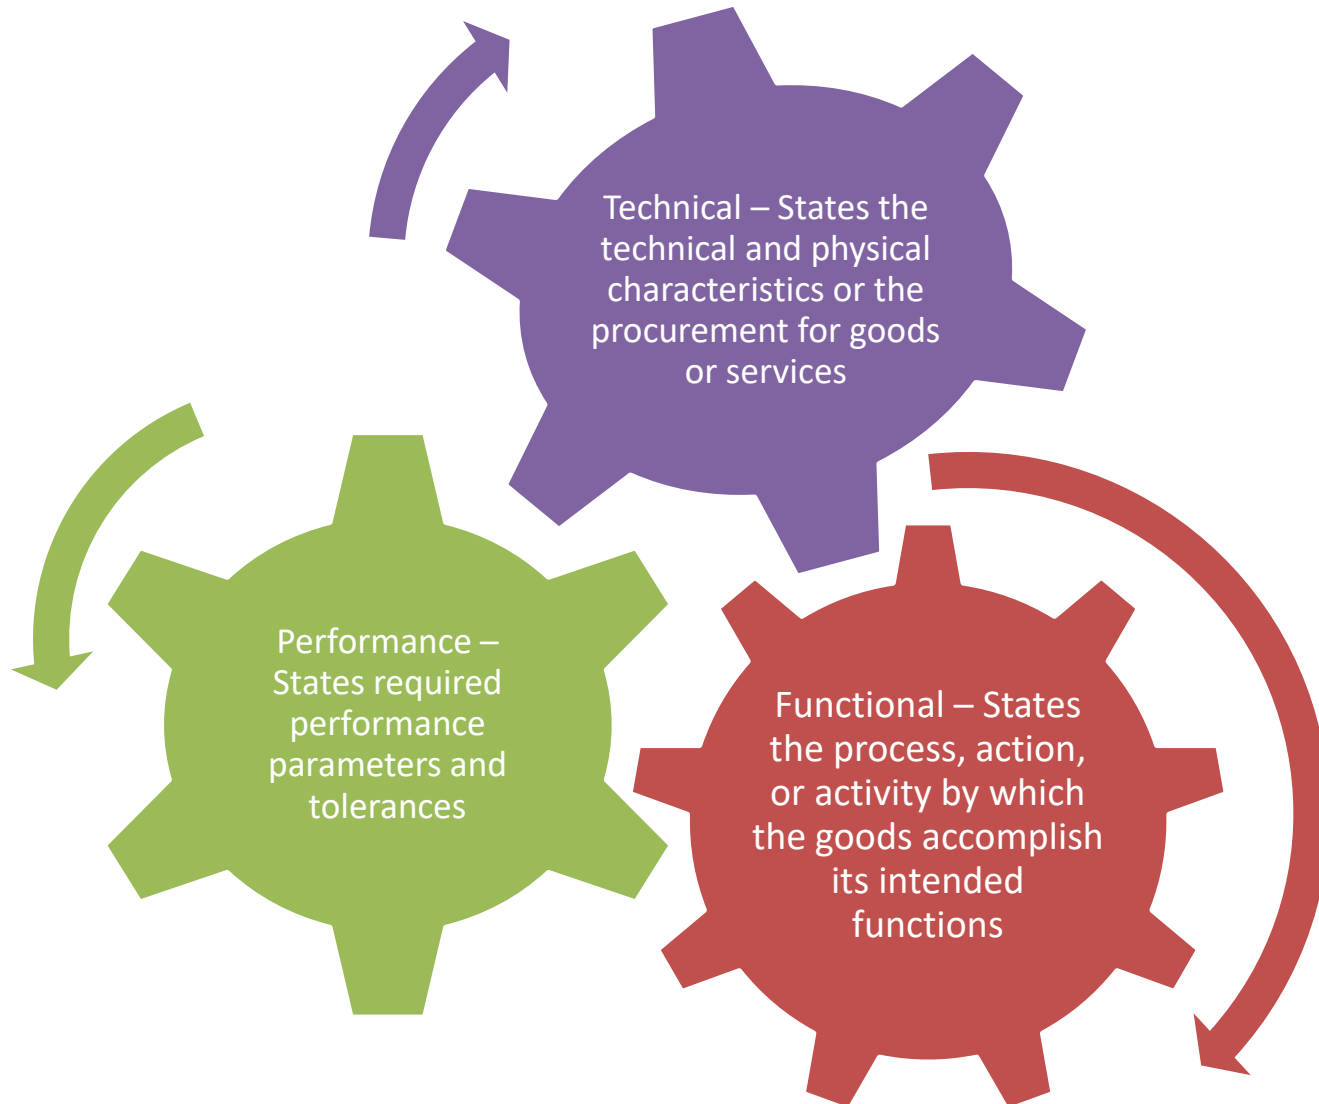 Technical – States the
technical and physical
characteristics or the
procurement for goods
or services
Performance –
States required
performance
parameters and
tolerances
Functional – States
the process, action,
or activity by which
the goods accomplish
its intended
functions